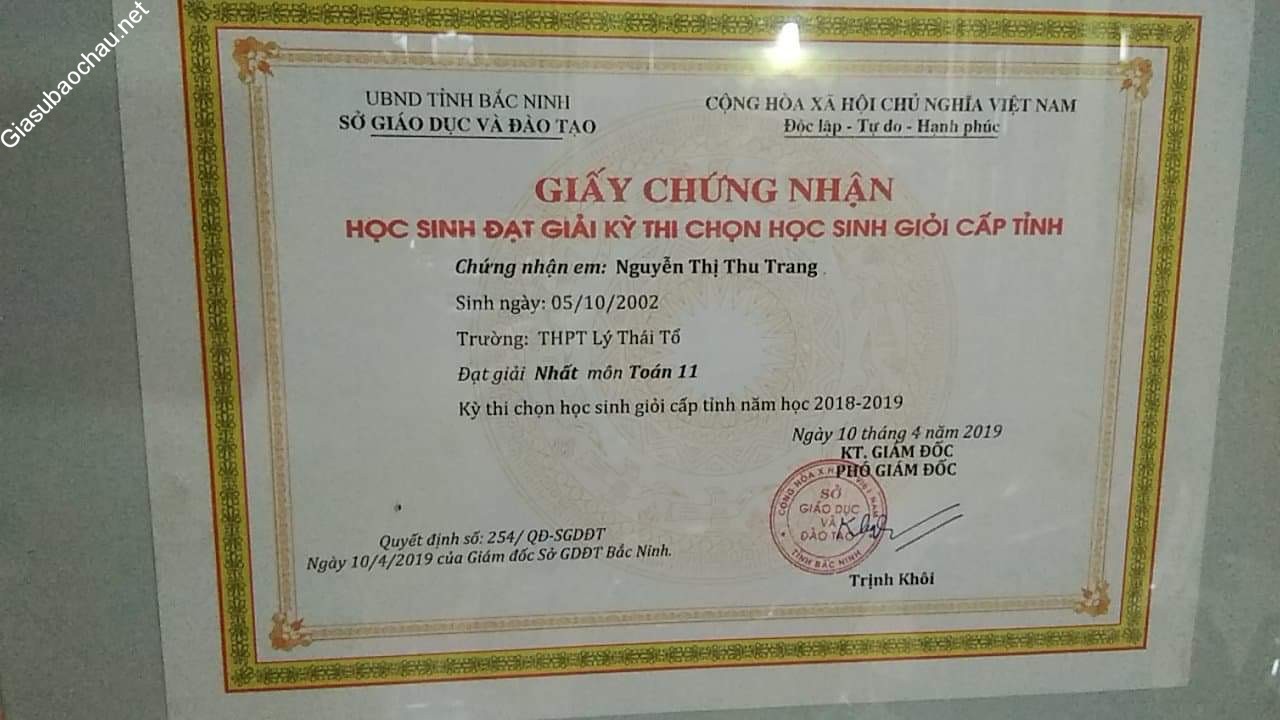 Giasubaochau.net
UBND TỈNH BẮC NINH
SỞ GIÁO DỤC VÀ ĐÀO TẠO
CỘNG HÒA XÃ HỘI CHỦ NGHĨA VIỆT NAM
Độc lập - Tự do - Hạnh phúc
GIẤY CHỨNG NHẬN
HỌC SINH ĐẠT GIẢI KỲ THI CHỌN HỌC SINH GIỎI CẤP TỈNH
Chứng nhận em: Nguyễn Thị Thu Trang
Sinh ngày: 05/10/2002
Trường: THPT Lý Thái Tổ
Đạt giải Nhất môn Toán 11
Kỳ thi chọn học sinh giỏi cấp tỉnh năm học 2018-2019
Ngày 10 tháng 4 năm 2019
KT. GIÁM ĐỐC
PHÓ GIÁM ĐỐC
CỘNG HÒA X.H VIỆT NAM
SỞ
GIÁO DỤC
VÀ
ĐÀO TẠO
TỈNH BẮC NINH
Trịnh Khôi
Quyết định số: 254/ QĐ-SGDĐT
Ngày 10/4/2019 của Giám đốc Sở GDĐT Bắc Ninh.